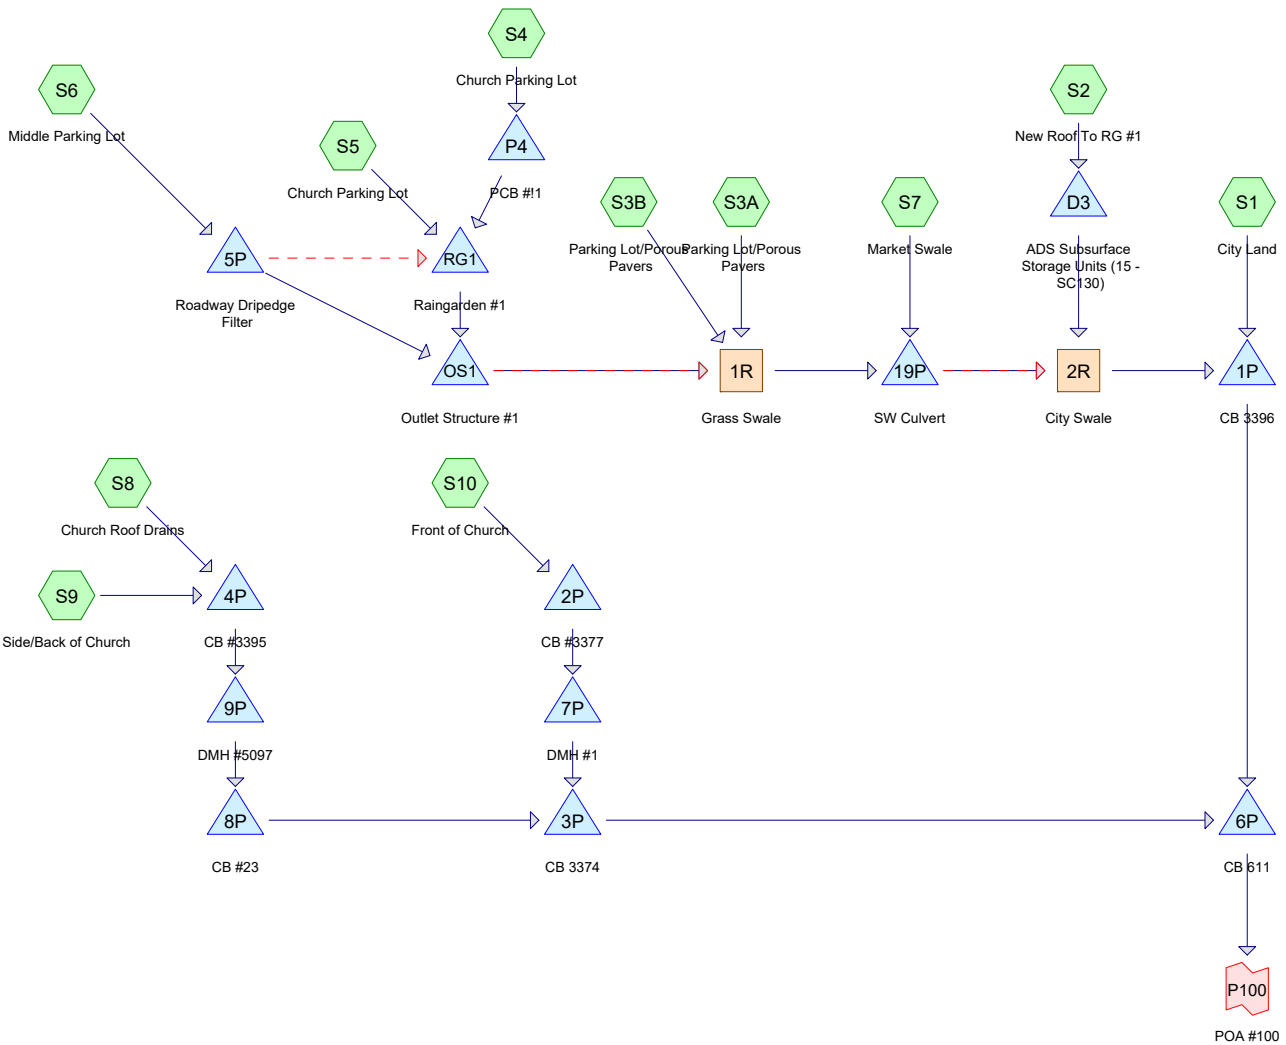 S4
Church Parking Lot
S6
Middle Parking Lot
S2
New Roof To RG #1
P4
PCB #!1
S5
Church Parking Lot
S3B
Parking Lot/Porous
Pavers
S3A
Parking Lot/Porous
Pavers
S7
Market Swale
D3
ADS Subsurface
Storage Units (15 -
SC130)
S1
City Land
5P
Roadway Dripedge
Filter
RG1
Raingarden #1
OS1
Outlet Structure #1
1R
Grass Swale
19P
SW Culvert
2R
City Swale
1P
CB 3396
S8
Church Roof Drains
S10
Front of Church
S9
Side/Back of Church
4P
CB #3395
2P
CB #3377
9P
DMH #5097
7P
DMH #1
8P
CB #23
3P
CB 3374
6P
CB 611
P100
POA #100